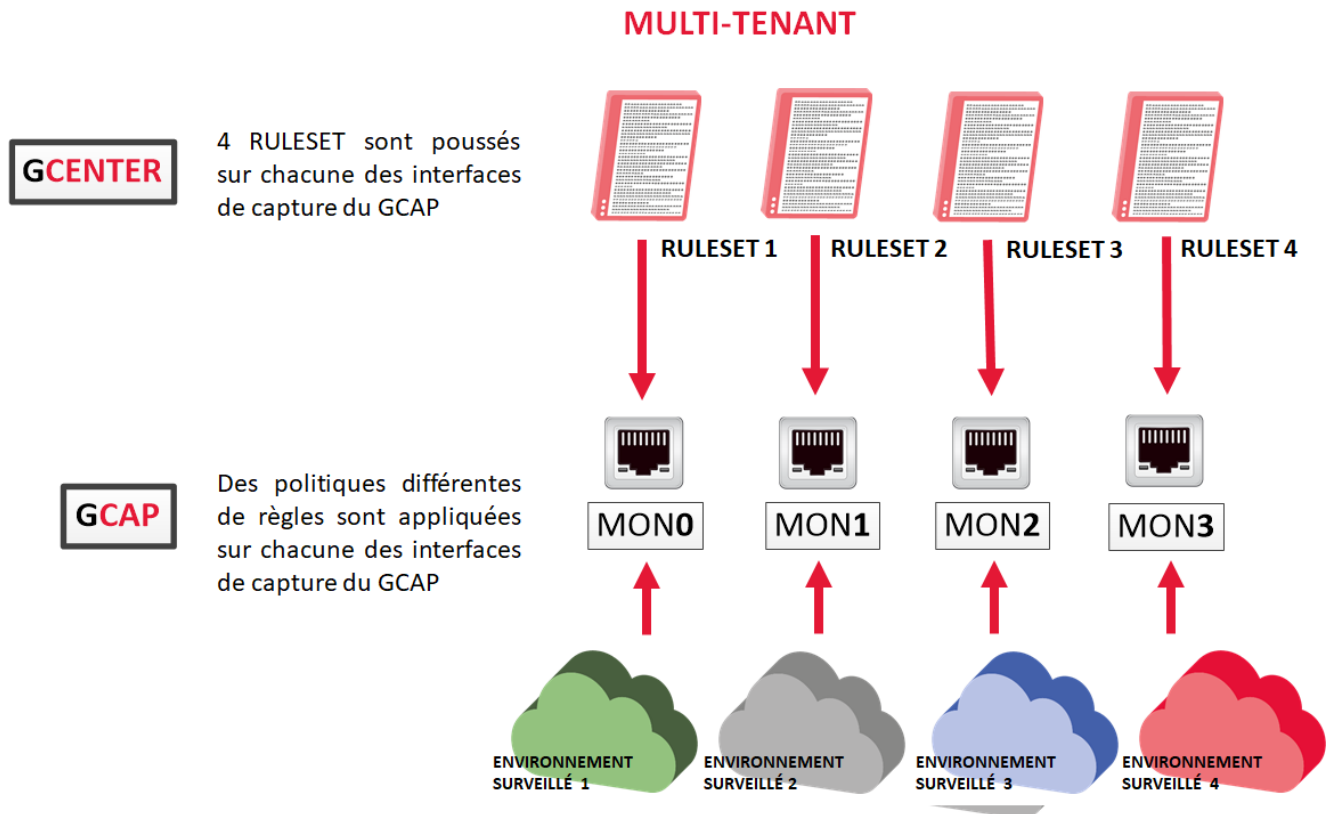 MULTI-TENANT
GCENTER
4 RULESET sont poussés
sur chacune des interfaces
de capture du GCAP
RULESET 1
RULESET 2
RULESET 3
RULESET 4
GCAP
Des politiques différentes
de règles sont appliquées
sur chacune des interfaces
de capture du GCAP
MON0
MON1
MON2
MON3
ENVIRONNEMENT
SURVEILLÉ 1
ENVIRONNEMENT
SURVEILLÉ 2
ENVIRONNEMENT
SURVEILLÉ 3
ENVIRONNEMENT
SURVEILLÉ 4